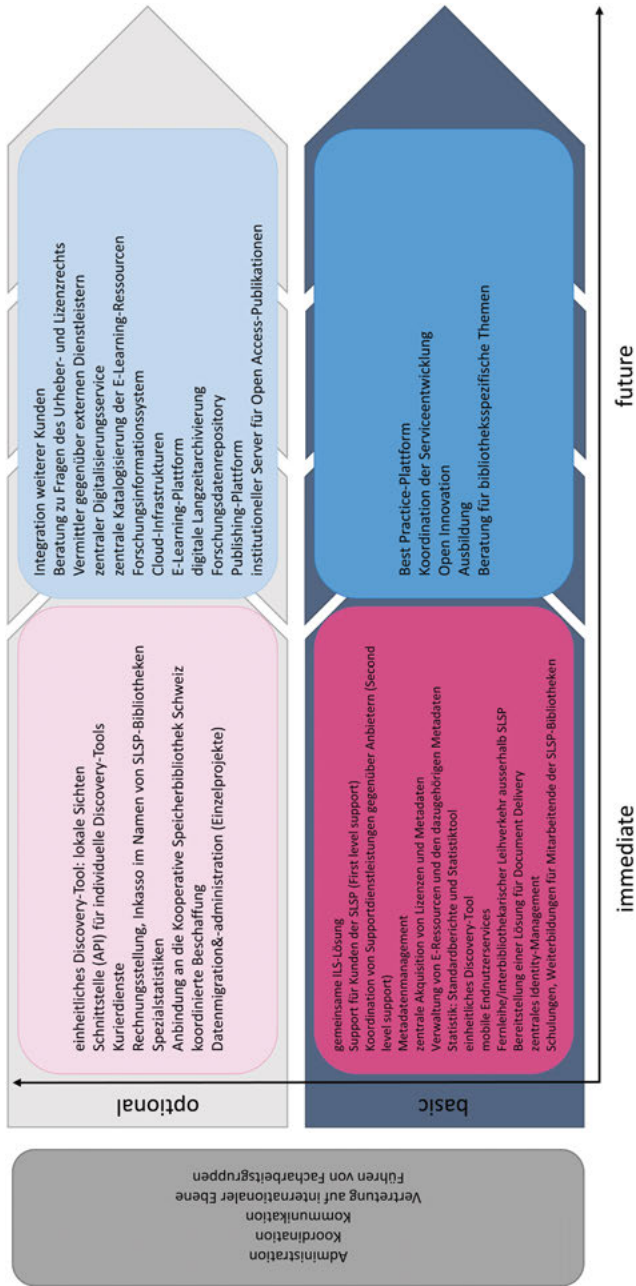 Administration
Koordination
Kommunikation
Vertretung auf internationaler Ebene
Führen von Facharbeitsgruppen
optional
einheitliches Discovery-Tool: lokale Sichten
Schnittstelle (API) für individuelle Discovery-Tools
Kurierdienste
Rechnungsstellung, Inkasso im Namen von SLSP-Bibliotheken
Spezialstatistiken
Anbindung an die Kooperative Speicherbibliothek Schweiz
koordinierte Beschaffung
Datenmigration&-administration (Einzelprojekte)
Integration weiterer Kunden
Beratung zu Fragen des Urheber- und Lizenzrechts
Vermittler gegenüber externen Dienstleistern
zentraler Digitalisierungsservice
zentrale Katalogisierung der E-Learning-Ressourcen
Forschungsinformationssystem
Cloud-Infrastrukturen
E-Learning-Plattform
digitale Langzeitarchivierung
Forschungsdatenrepository
Publishing-Plattform
institutioneller Server für Open Access-Publikationen
basic
gemeinsame ILS-Lösung
Support für Kunden der SLSP (First level support)
Koordination von Supportdienstleistungen gegenüber Anbietern (Second
level support)
Metadatenmanagement
zentrale Akquisition von Lizenzen und Metadaten
Verwaltung von E-Ressourcen und den dazugehörigen Metadaten
Statistik: Standardberichte und Statistiktool
einheitliches Discovery-Tool
mobile Endnutzerservices
Fernleihe/interbibliothekarischer Leihverkehr ausserhalb SLSP
Bereitstellung einer Lösung für Document Delivery
zentrales Identity-Management
Schulungen, Weiterbildungen für Mitarbeitende der SLSP-Bibliotheken
Best Practice-Plattform
Koordination der Serviceentwicklung
Open Innovation
Ausbildung
Beratung für bibliotheksspezifische Themen
immediate
future